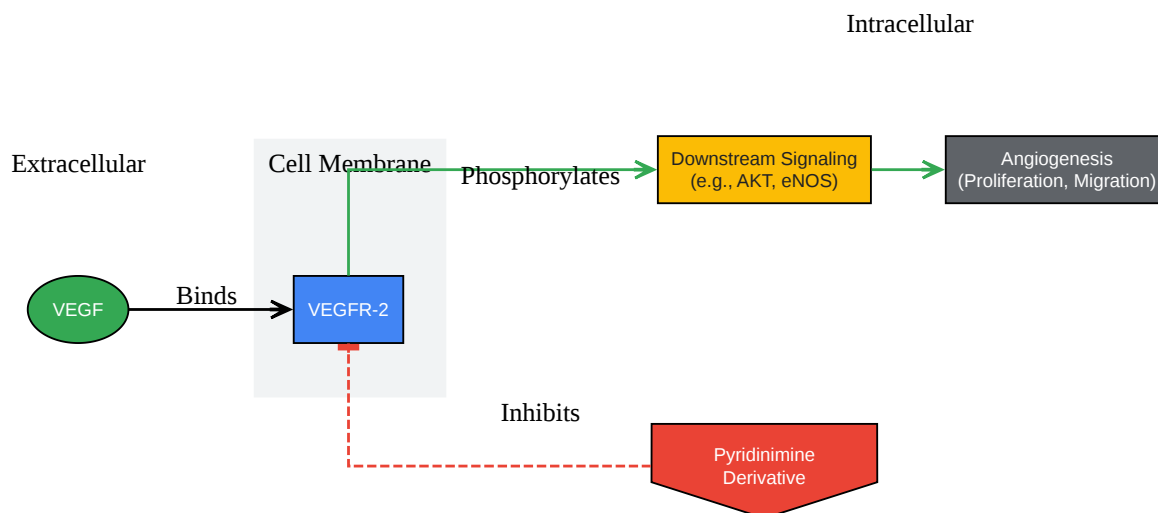 Intracellular
Extracellular
Cell Membrane
Phosphorylates
Downstream Signaling
(e.g., AKT, eNOS)
Angiogenesis
(Proliferation, Migration)
VEGF
Binds
VEGFR-2
Inhibits
Pyridinimine
Derivative